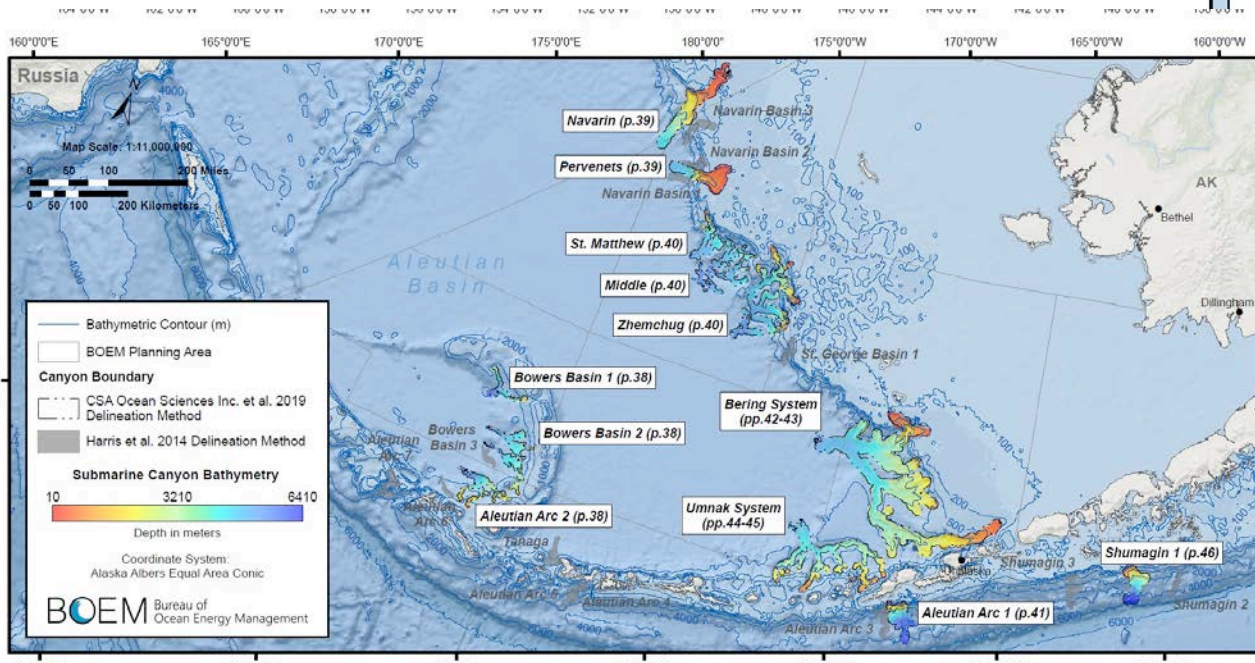 160°0'0"E 165°0'0"E 170°0'0"E 175°0'0"E 180°0'0" 175°0'0"W 170°0'0"W 165°0'0"W 160°0'0"W
Russia
N
Map Scale: 1:11,000,000
0 50 100 200 Miles
0 50 100 200 Kilometers
4000
Navarin (p.39)
Navarin Basin 3
Navarin Basin 2
Pervenets (p.39)
Navarin Basin
AK
Bethel
St. Matthew (p.40)
Aleutian
Basin
Middle (p.40)
Dillingham
Zhemchug (p.40)
St. George Basin 1
Bowers Basin 1 (p.38)
Bering System
(pp.42-43)
Bowers Basin 2 (p.38)
Bowers
Basin 3
Aleutian
Aleutian Arc 2 (p.38)
Umnak System
(pp.44-45)
Tanaga
Shumagin 1 (p.46)
Shumagin 3
Shumagin 2
Aleutian Arc 5
Aleutian Arc 4
Aleutian Arc 3
Aleutian Arc 1 (p.41)
Bathymetric Contour (m)
BOEM Planning Area
Canyon Boundary
CSA Ocean Sciences Inc. et al. 2019
Delineation Method
Harris et al. 2014 Delineation Method
Submarine Canyon Bathymetry
10 3210 6410
Depth in meters
Coordinate System:
Alaska Albers Equal Area Conic
BOEM Bureau of
Ocean Energy Management